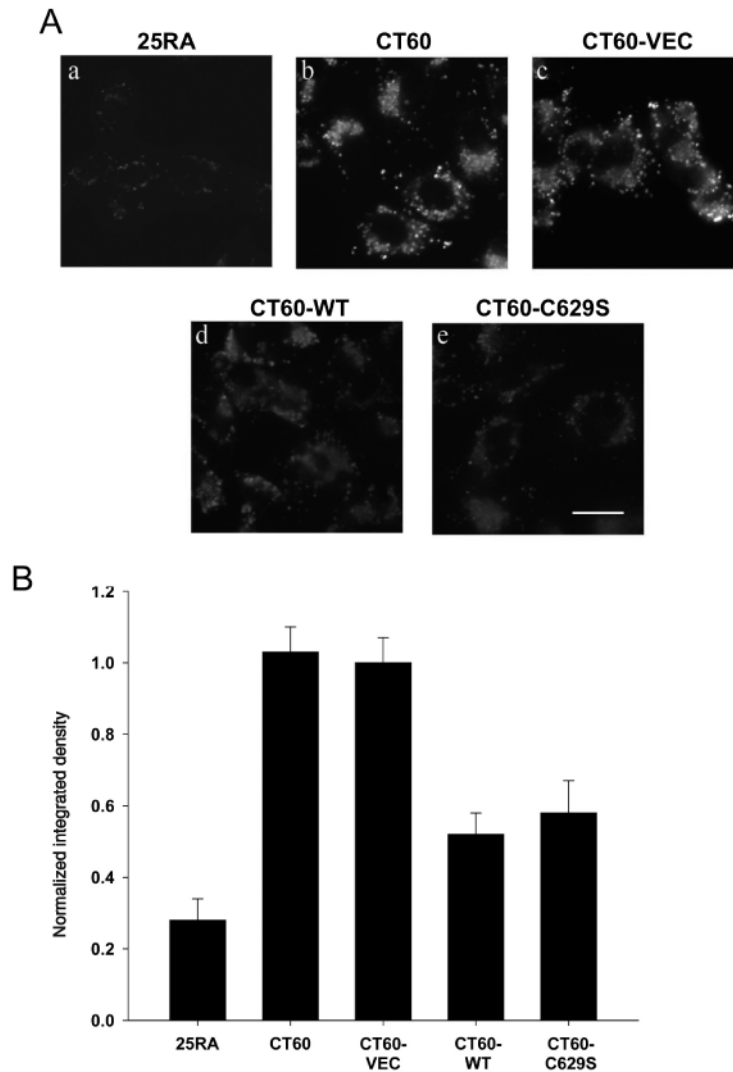 A
25RA
CT60
CT60-VEC
a
b
c
CT60-WT
CT60-C629S
d
e
B
1.2
1.0
0.8
0.6
0.4
0.2
0.0
Normalized integrated density
25RA
CT60
CT60-
VEC
CT60-
WT
CT60-
C629S